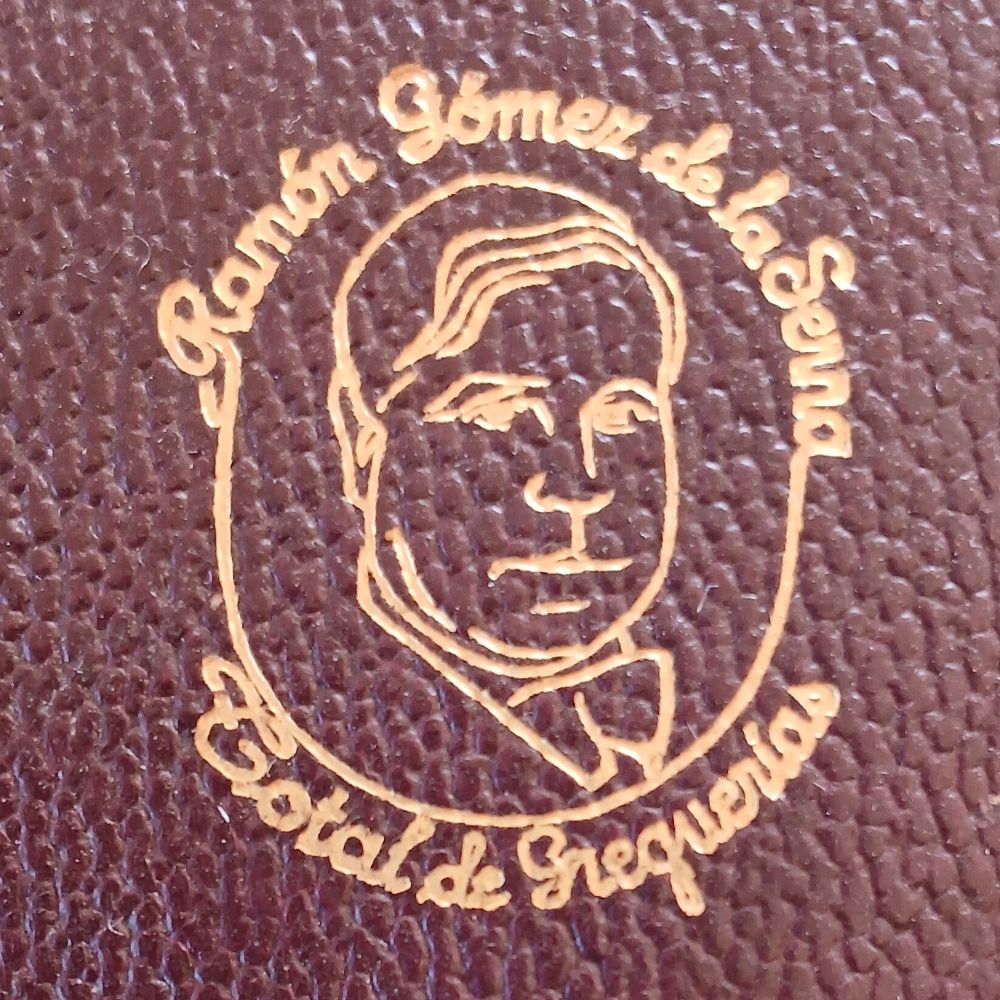 Ramón Gómez de la Serna
Total de Greguerías